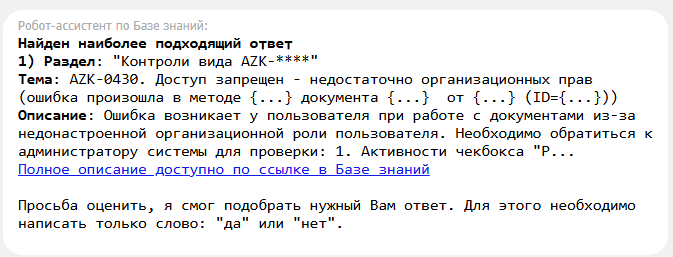 Робот-ассистент по Базе знаний:
Найден наиболее подходящий ответ
1) Раздел: "Контроли вида AZK-****"
Тема: AZK-0430. Доступ запрещен - недостаточно организационных прав
(ошибка произошла в методе {...} документа {...}  от {...} (ID={...}))
Описание: Ошибка возникает у пользователя при работе с документами из-за
недонастроенной организационной роли пользователя. Необходимо обратиться к
администратору системы для проверки: 1. Активности чекбокса "Р...
Полное описание доступно по ссылке в Базе знаний
Просьба оценить, я смог подобрать нужный Вам ответ. Для этого необходимо
написать только слово: "да" или "нет".